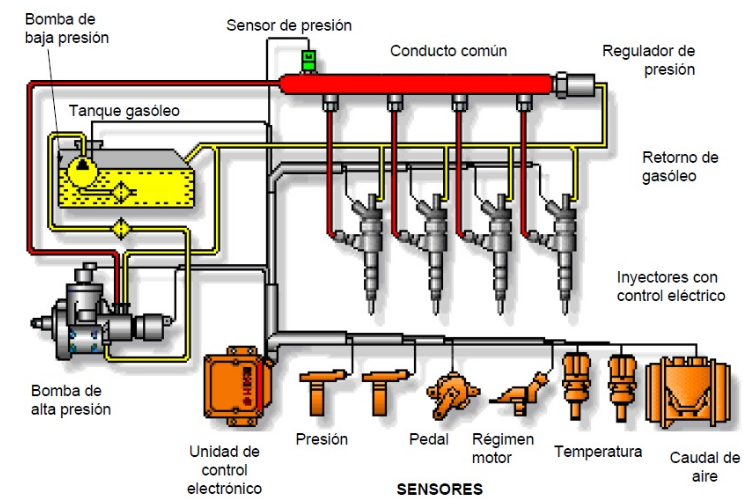 Bomba de
baja presión
Sensor de presión
Conducto común
Regulador de
presión
Tanque gasóleo
Retorno de
gasóleo
Inyectores con
control eléctrico
Bomba de
alta presión
Unidad de
control
electrónico
Presión
Pedal
Régimen
motor
Temperatura
Caudal de
aire
SENSORES